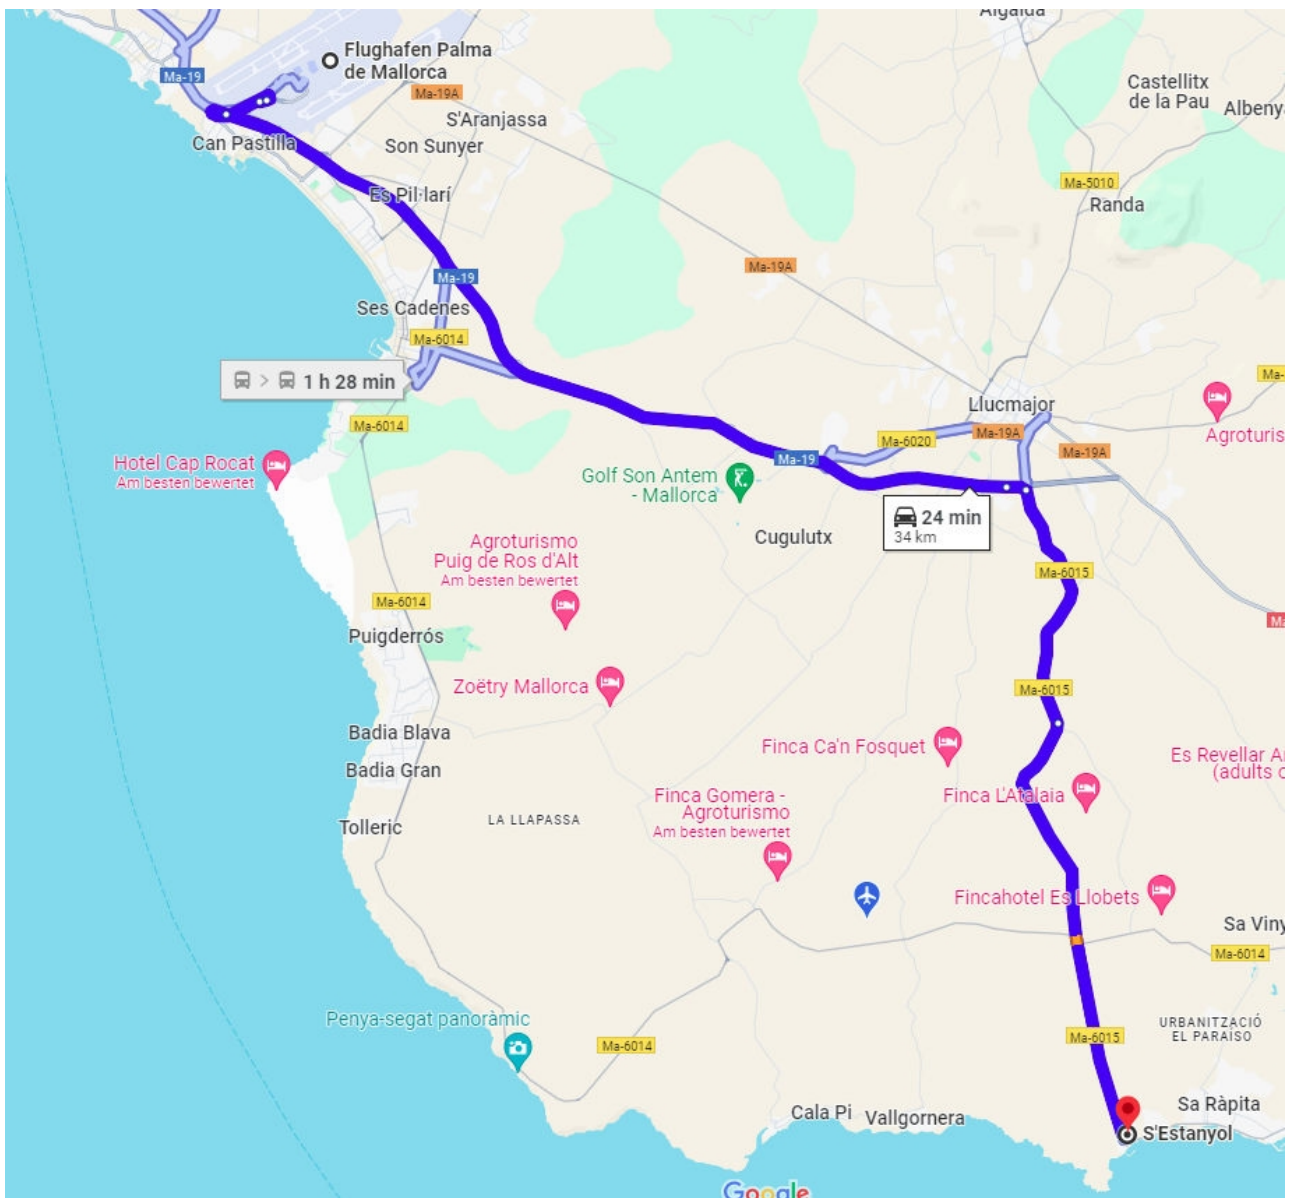 Algaida
Flughafen Palma
de Mallorca
Ma-19
Ma-19A
Castellitx
de la Pau
Albeny
S'Aranjassa
Can Pastilla
Son Sunyer
Ma-5010
Es Pil·larí
Randa
Ma-19A
Ma-19
Ses Cadenes
Ma-6014
1 h 28 min
Ma-
Llucmajor
Ma-6014
Ma-19A
Agroturis
Ma-6020
Ma-19A
Ma-19
Hotel Cap Rocat
Am besten bewertet
Golf Son Antem
- Mallorca
24 min
34 km
Cugulutx
Agroturismo
Puig de Ros d'Alt
Am besten bewertet
Ma-6015
Ma-6014
Ma
Puigderrós
Zoëtry Mallorca
Ma-6015
Badia Blava
Finca Ca'n Fosquet
Es Revellar A
(adults o
Badia Gran
Finca Gomera -
Agroturismo
Am besten bewertet
Finca L'Atalaia
Tolleric
LA LLAPASSA
Fincahotel Es Llobets
Sa Viny
Ma-6014
Penya-segat panoràmic
URBANITZACIÓ
EL PARAISO
Ma-6015
Ma-6014
Cala Pi
Vallgornera
Sa Ràpita
S'Estanyol
Google